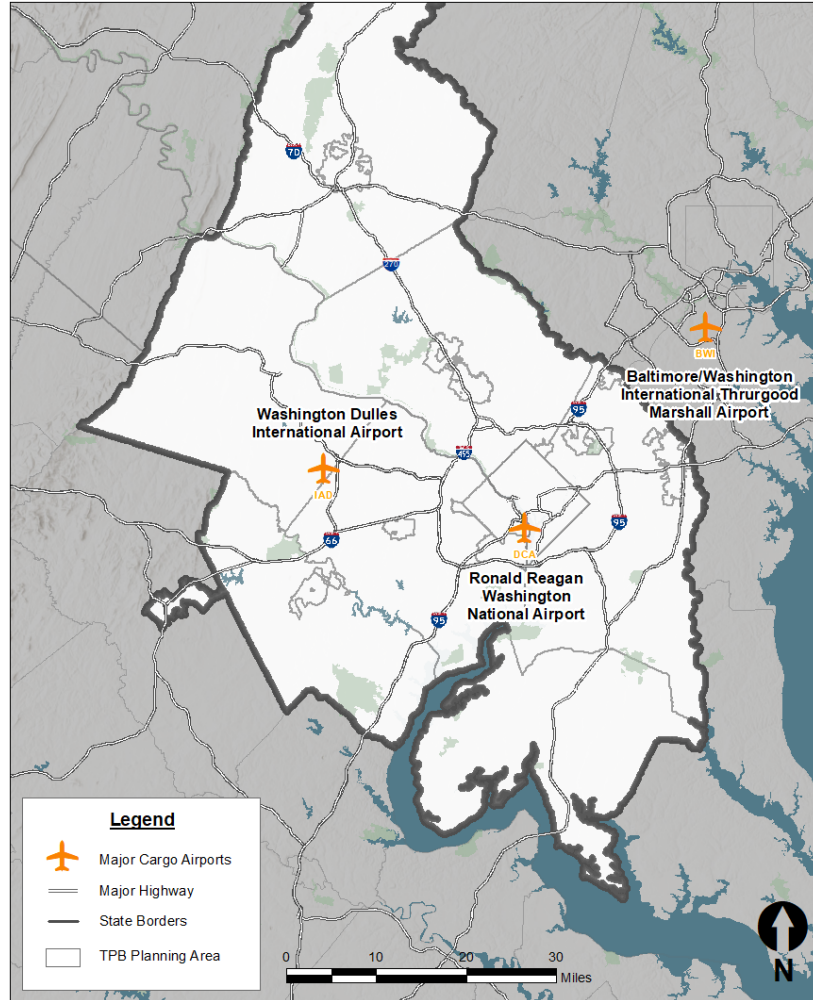 70
270
BWI
Baltimore/Washington
International Thrurgood
Marshall Airport
95
Washington Dulles
International Airport
495
IAD
66
95
DCA
Ronald Reagan
Washington
National Airport
95
Legend
Major Cargo Airports
Major Highway
State Borders
TPB Planning Area
0 10 20 30
Miles
N